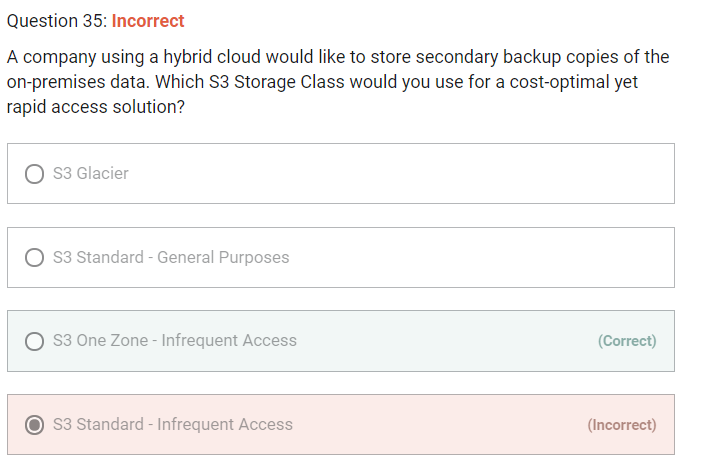 Question 35: Incorrect
A company using a hybrid cloud would like to store secondary backup copies of the
on-premises data. Which S3 Storage Class would you use for a cost-optimal yet
rapid access solution?
S3 Glacier
S3 Standard - General Purposes
S3 One Zone - Infrequent Access (Correct)
S3 Standard - Infrequent Access (Incorrect)